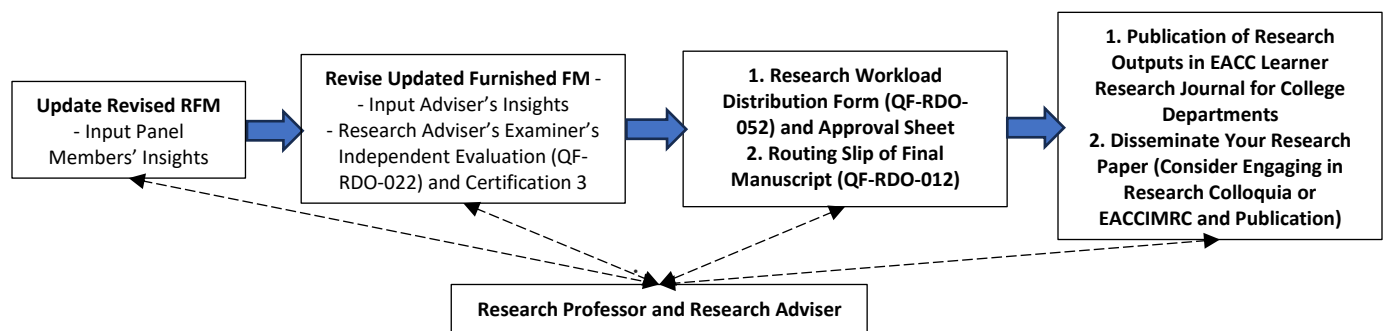 Update Revised RFM
- Input Panel
Members’ Insights
Revise Updated Furnished FM -
- Input Adviser’s Insights
- Research Adviser’s Examiner’s
Independent Evaluation (QF-
RDO-022) and Certification 3
1. Research Workload
Distribution Form (QF-RDO-
052) and Approval Sheet
2. Routing Slip of Final
Manuscript (QF-RDO-012)
1. Publication of Research
Outputs in EACC Learner
Research Journal for College
Departments
2. Disseminate Your Research
Paper (Consider Engaging in
Research Colloquia or
EACCIMRC and Publication)
Research Professor and Research Adviser